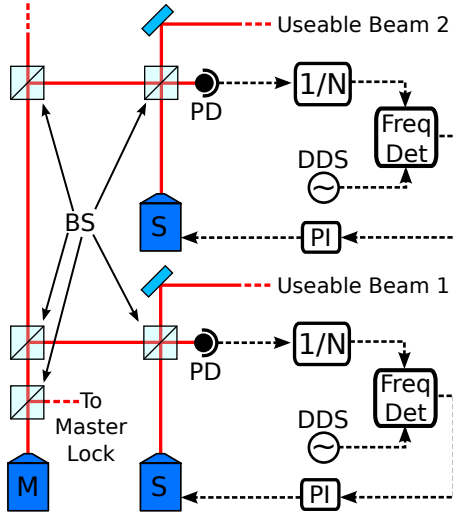 Useable Beam 2
1/N
PD
Freq
Det
DDS
BS
S
PI
Useable Beam 1
1/N
PD
Freq
Det
To
Master
Lock
DDS
M
S
PI